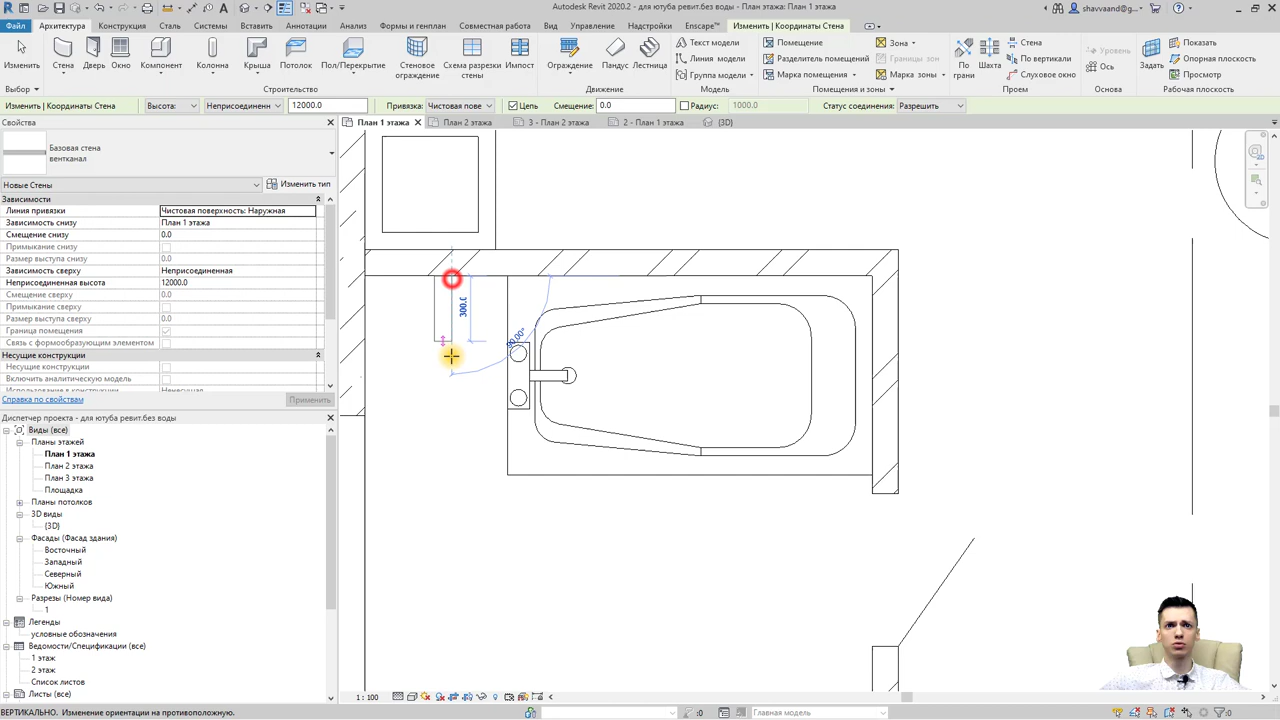 Autodesk Revit 2020.2 - для ютуба ревит.без воды - План этажа: План 1 этажа
shavvaand@g...
Файл Архитектура Конструкция Сталь Системы Вставить Аннотации Анализ Формы и генплан Совместная работа Вид Управление Надстройки Enscape™ Изменить | Координаты Стена
Изменить
Стена
Дверь
Окно
Компонент
Колонна
Крыша
Потолок
Пол/Перекрытие
Стеновое ограждение
Схема разрезки стены
Импост
Ограждение
Пандус
Лестница
Текст модели
Линия модели
Группа модели
Помещение
Разделитель помещений
Марка помещения
Зона
Границы зон
Марка зоны
По грани
Шахта
Стена
По вертикали
Слуховое окно
Уровень
Ось
Задать
Показать
Опорная плоскость
Просмотр
Выбор
Строительство
Движение
Модель
Помещения и зоны
Проем
Основа
Рабочая плоскость
Изменить | Координаты Стена Высота: Неприсоединенн 12000.0 Привязка: Чистовая пове Цепь Смещение: 0.0 Радиус: 1000.0 Статус соединения: Разрешить
Свойства
План 1 этажа План 2 этажа 3 - План 2 этажа 2 - План 1 этажа {3D}
Базовая стена
вентканал
Новые Стены Изменить тип
Зависимости
Линия привязки Чистовая поверхность: Наружная
Зависимость снизу План 1 этажа
Смещение снизу 0.0
Примыкание снизу
Размер выступа снизу 0.0
Зависимость сверху Неприсоединенная
Неприсоединенная высота 12000.0
Смещение сверху 0.0
Примыкание сверху
Размер выступа сверху 0.0
Граница помещения
Связь с формообразующим элементом
Несущие конструкции
Несущие конструкции
Включить аналитическую модель
Справка по свойствам Применить
300.0
90.00°
Диспетчер проекта - для ютуба ревит.без воды
Виды (все)
Планы этажей
План 1 этажа
План 2 этажа
План 3 этажа
Площадка
Планы потолков
3D виды
{3D}
Фасады (Фасад здания)
Восточный
Западный
Северный
Южный
Разрезы (Номер вида)
1
Легенды
условые обозначения
Ведомости/Спецификации (все)
1 этаж
2 этаж
Список листов
Листы (все)
1 : 100
ВЕРТИКАЛЬНО. Изменение ориентации на противоположную.
:0
Главная модель
:0